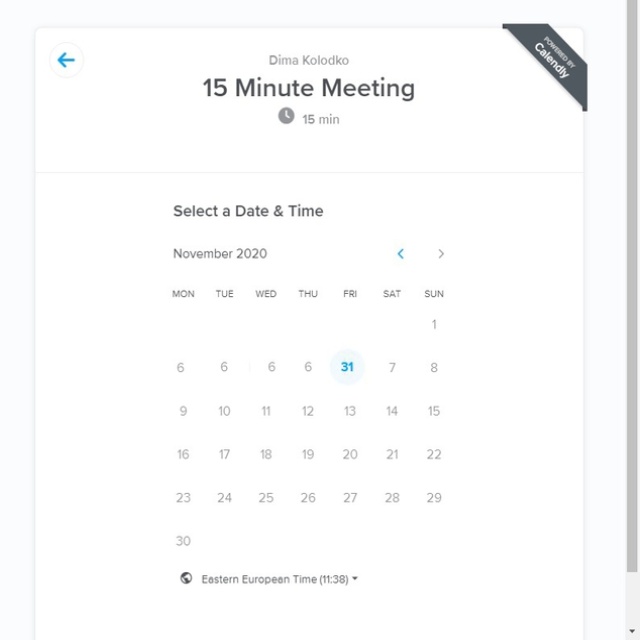 POWERED BY
Calendly
Dima Kolodko
15 Minute Meeting
15 min
Select a Date & Time
November 2020
MON TUE WED THU FRI SAT SUN
1
6 6 6 6 31 7 8
9 10 11 12 13 14 15
16 17 18 19 20 21 22
23 24 25 26 27 28 29
30
Eastern European Time (11:38)